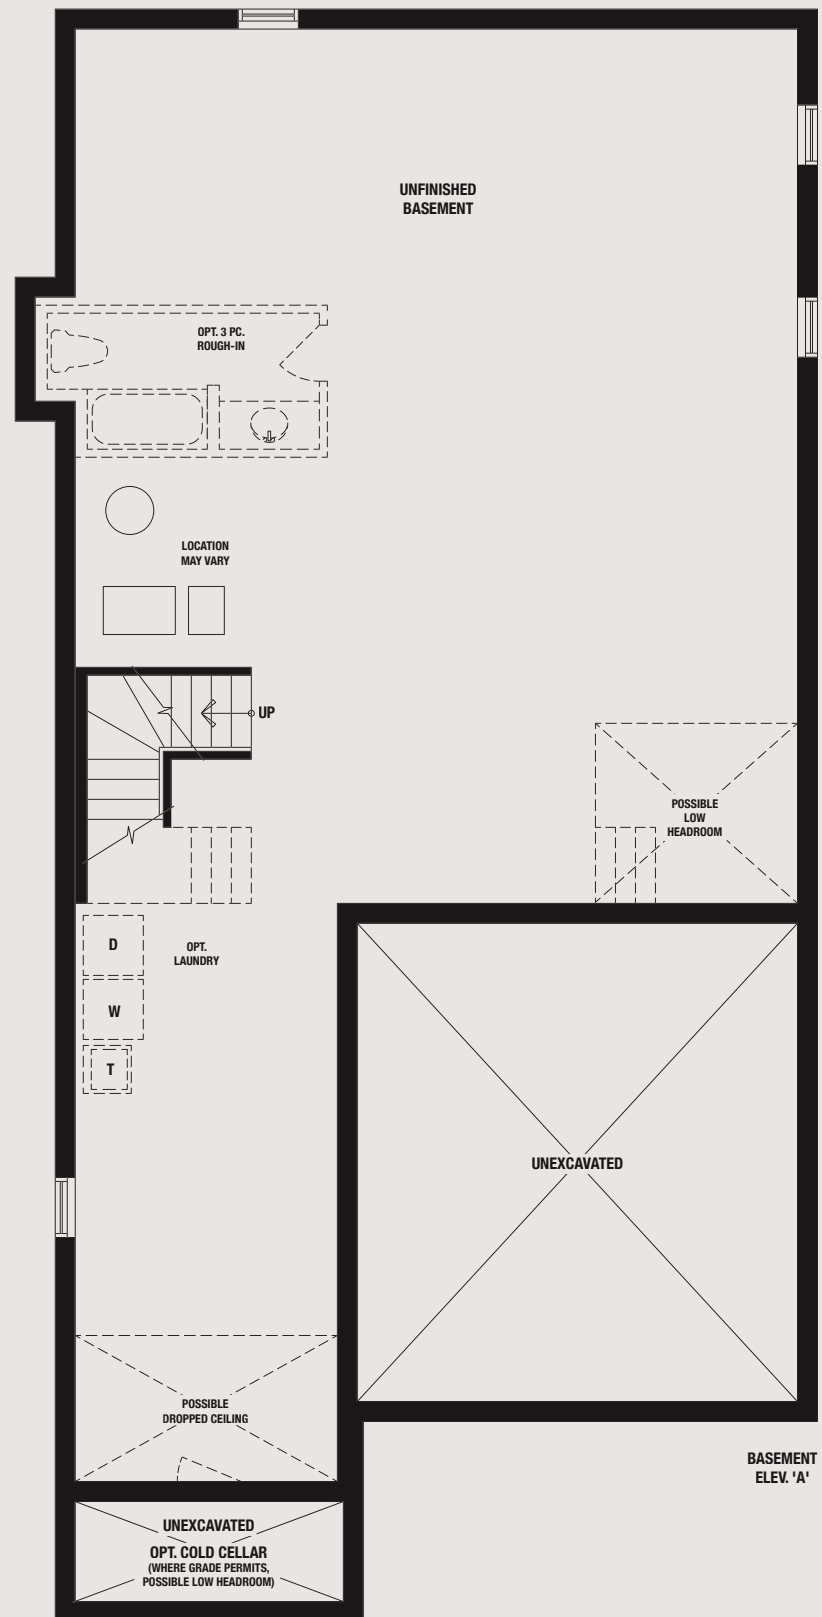 UNFINISHED
BASEMENT
OPT. 3 PC.
ROUGH-IN
LOCATION
MAY VARY
UP
POSSIBLE
LOW
HEADROOM
D
OPT.
LAUNDRY
W
T
UNEXCAVATED
POSSIBLE
DROPPED CEILING
BASEMENT
ELEV. 'A'
UNEXCAVATED
OPT. COLD CELLAR
(WHERE GRADE PERMITS,
POSSIBLE LOW HEADROOM)